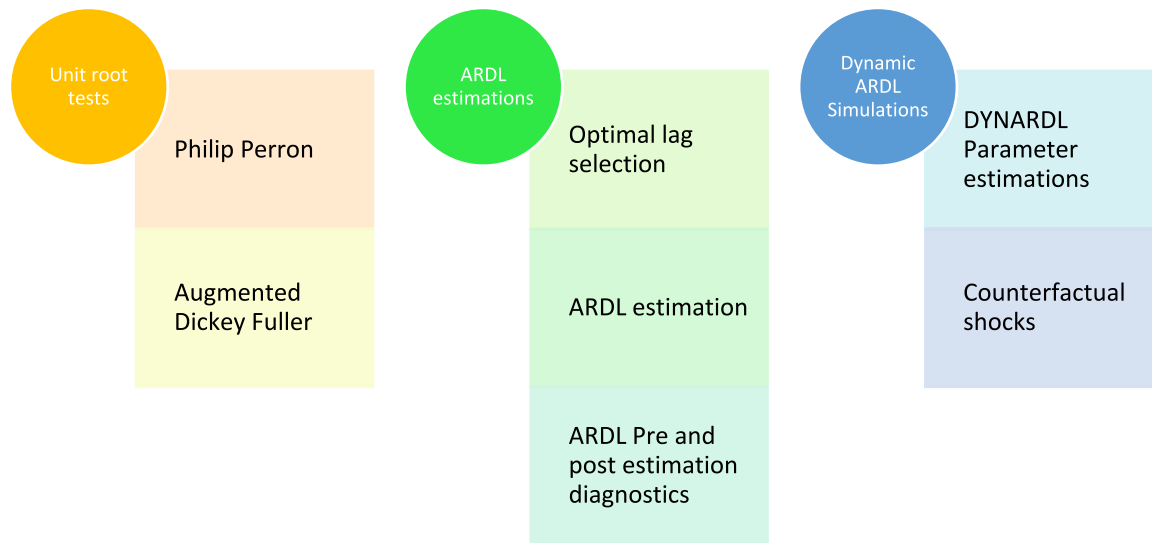 Unit root
tests
Philip Perron
Augmented
Dickey Fuller
ARDL
estimations
Optimal lag
selection
ARDL estimation
ARDL Pre and
post estimation
diagnostics
Dynamic
ARDL
Simulations
DYNARDL
Parameter
estimations
Counterfactual
shocks